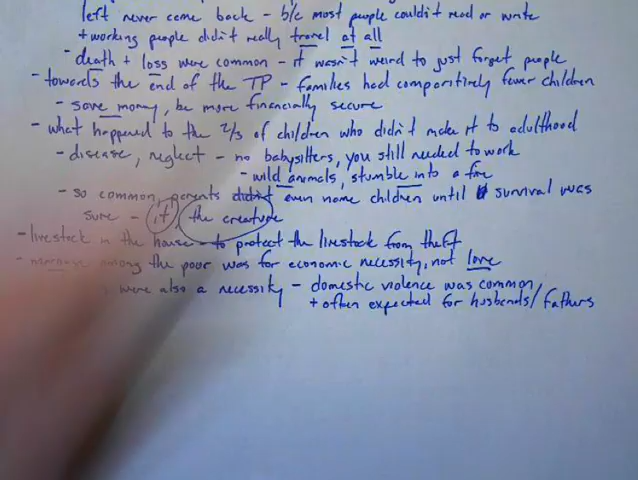 left never come back - b/c most people couldn't read or write
+ working people didn't really travel at all
- death + loss were common - it wasn't weird to just forget people
- towards the end of the TP - families had comparitively fewer children
- save money, be more financially secure
- what happened to the 2/3 of children who didn't make it to adulthood
- disease, neglect - no babysitters, you still needed to work
- wild animals, stumble into a fire
- so common, parents didn't even name children until survival was
sure - it, the creature
- livestock in the house - to protect the livestock from theft
- marriage among the poor was for economic necessity, not love
were also a necessity - domestic violence was common,
+ often expected for husbands/fathers